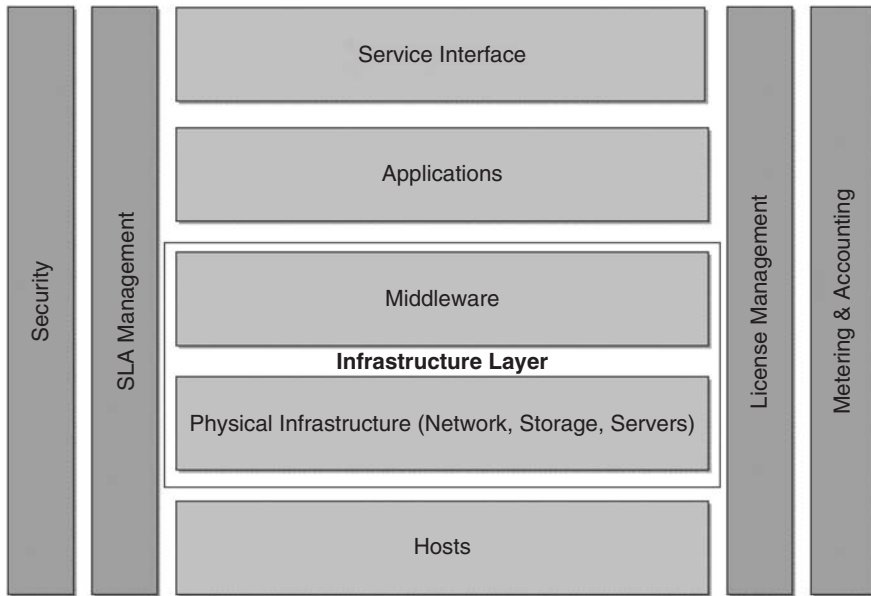 Security
SLA Management
Service Interface
Applications
Middleware
Infrastructure Layer
Physical Infrastructure (Network, Storage, Servers)
Hosts
License Management
Metering & Accounting